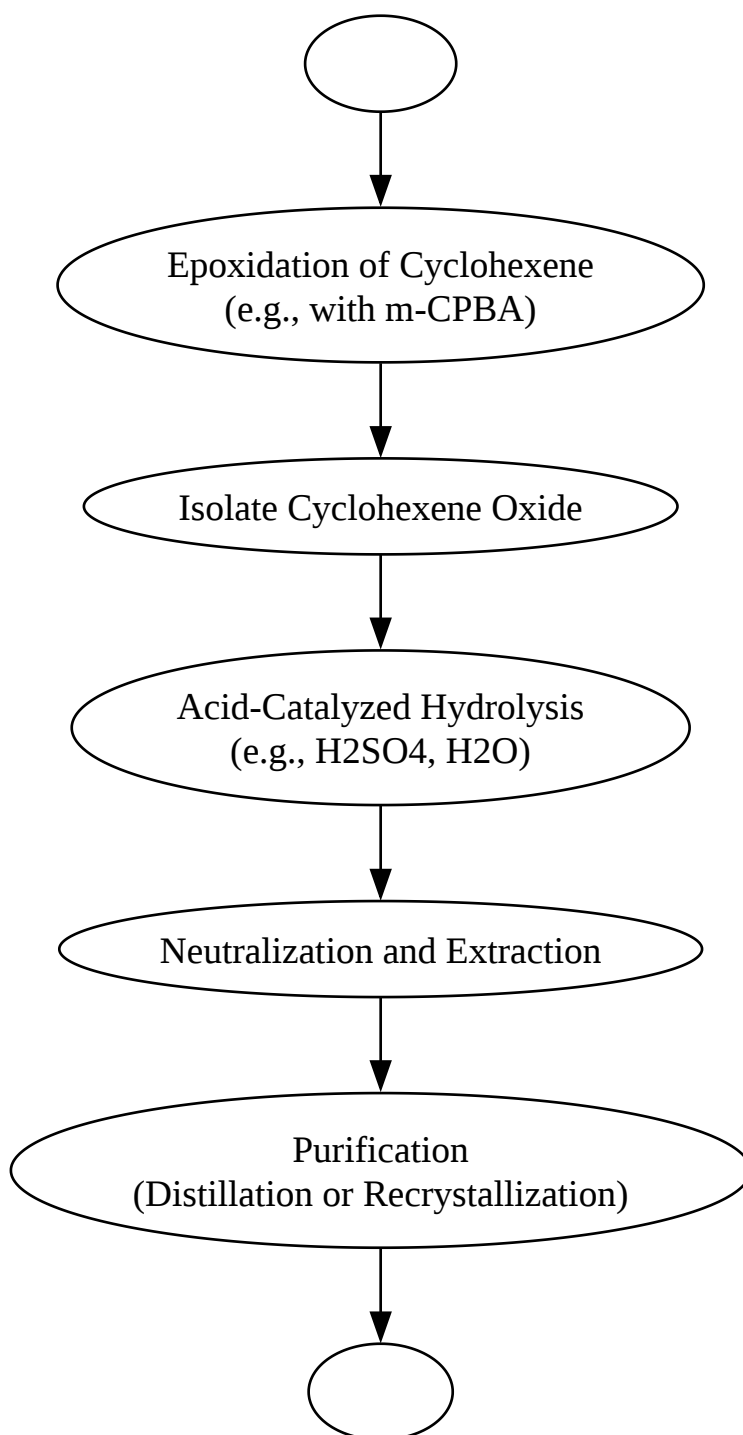 Epoxidation of Cyclohexene
(e.g., with m-CPBA)
Isolate Cyclohexene Oxide
Acid-Catalyzed Hydrolysis
(e.g., H2SO4, H2O)
Neutralization and Extraction
Purification
(Distillation or Recrystallization)